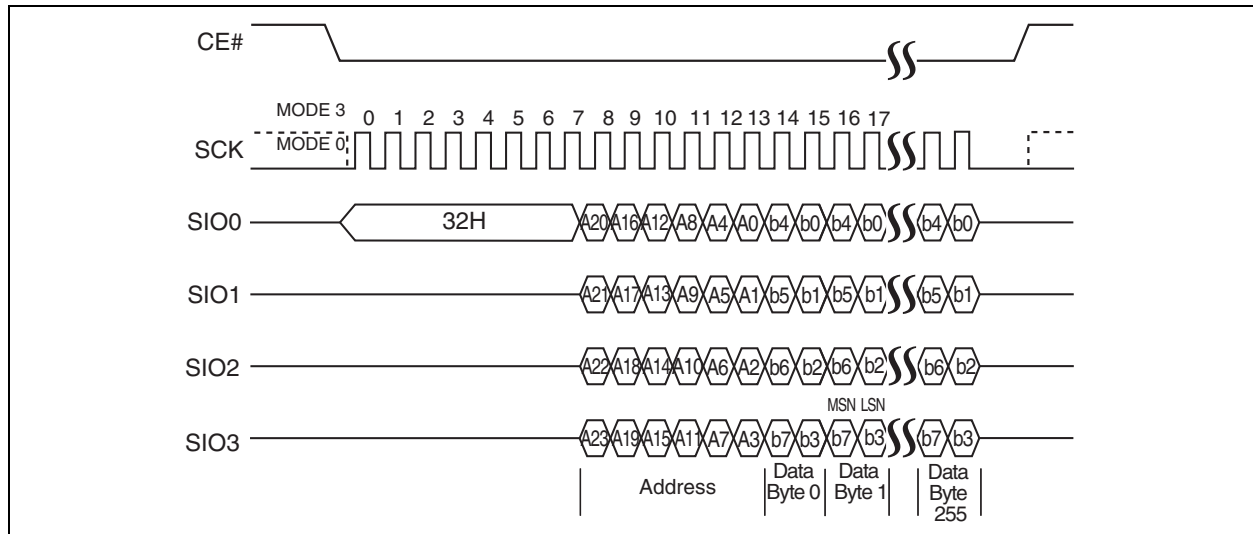 CE#
MODE 3
0 1 2 3 4 5 6 7 8 9 10 11 12 13 14 15 16 17
SCK
MODE 0
SIO0
32H
A20 A16 A12 A8 A4 A0 b4 b0 b4 b0 b4 b0
SIO1
A21 A17 A13 A9 A5 A1 b5 b1 b5 b1 b5 b1
SIO2
A22 A18 A14 A10 A6 A2 b6 b2 b6 b2 b6 b2
MSN LSN
SIO3
A23 A19 A15 A11 A7 A3 b7 b3 b7 b3 b7 b3
Address
Data
Byte 0
Data
Byte 1
Data
Byte
255